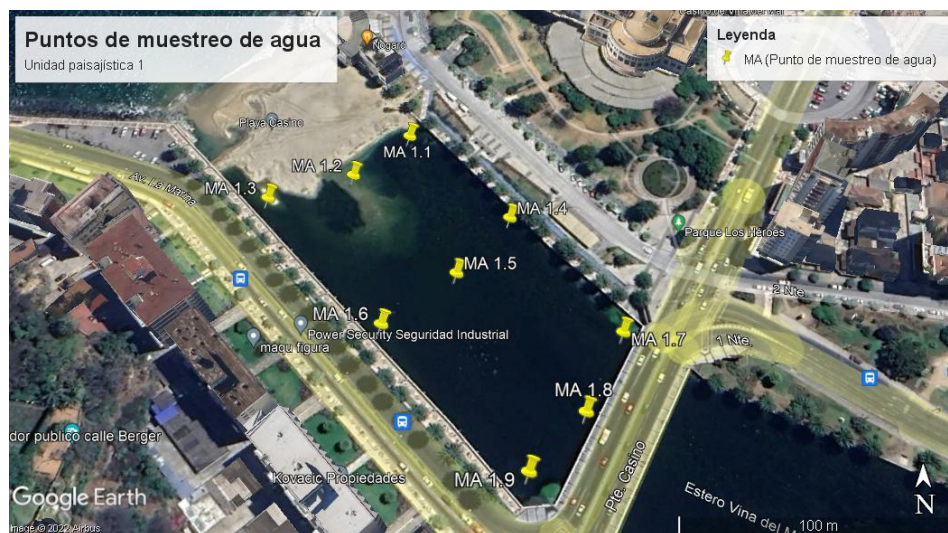 Puntos de muestreo de agua
Unidad paisajística 1
Leyenda
MA (Punto de muestreo de agua)
Nogaró
Playa Casino
MA 1.1
MA 1.2
MA 1.3
Av. La Marina
MA 1.4
Parque Los Héroes
MA 1.5
2 Nte.
MA 1.6
Power Security Seguridad Industrial
maqu figura
MA 1.7
1 Nte.
MA 1.8
dor publico calle Berger
MA 1.9
Kovacic Propiedades
Pte. Casino
Google Earth
Image © 2022 Airbus
100 m
N